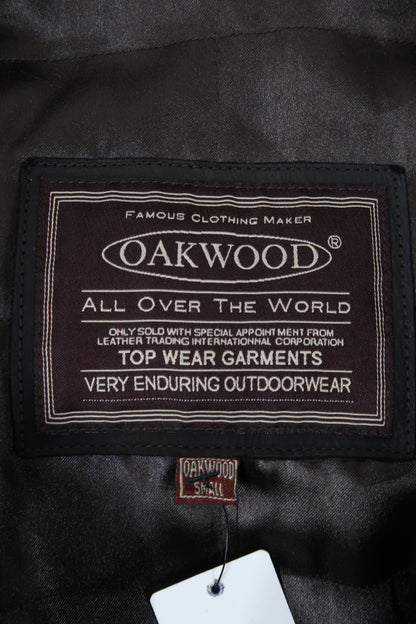 FAMOUS CLOTHING MAKER
OAKWOOD®
ALL OVER THE WORLD
ONLY SOLD WITH SPECIAL APPOINTMENT FROM
LEATHER TRADING INTERNATIONAL CORPORATION
TOP WEAR GARMENTS
VERY ENDURING OUTDOORWEAR
OAKWOOD
SMALL